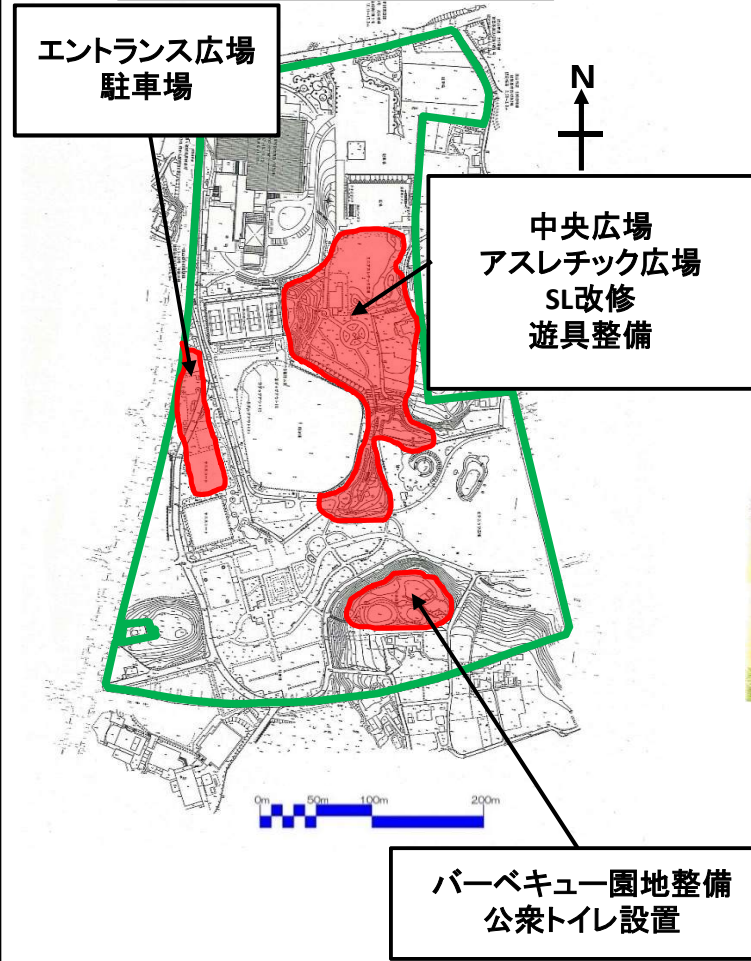 エントランス広場
駐車場
N
中央広場
アスレチック広場
SL改修
遊具整備
0m 50m 100m 200m
バーベキュー園地整備
公衆トイレ設置